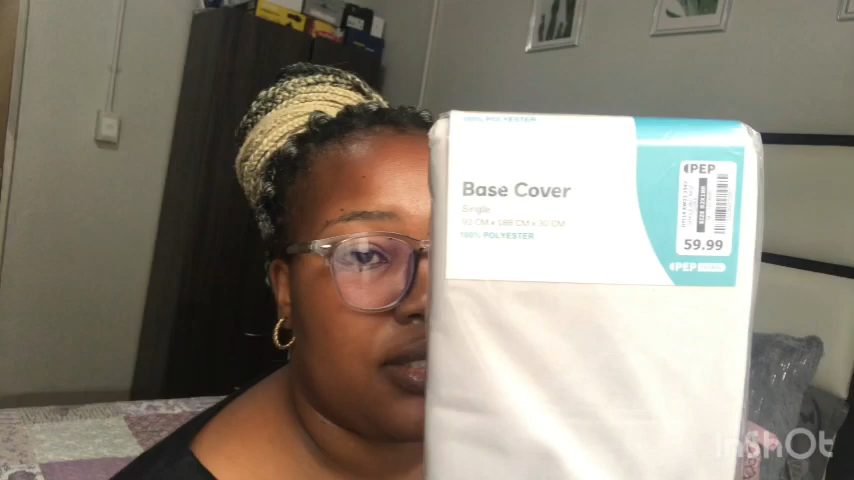 100% POLYESTER
Base Cover
Single
92 CM x 188 CM x 30 CM
100% POLYESTER
PEP
59.99
PEP
InShOt